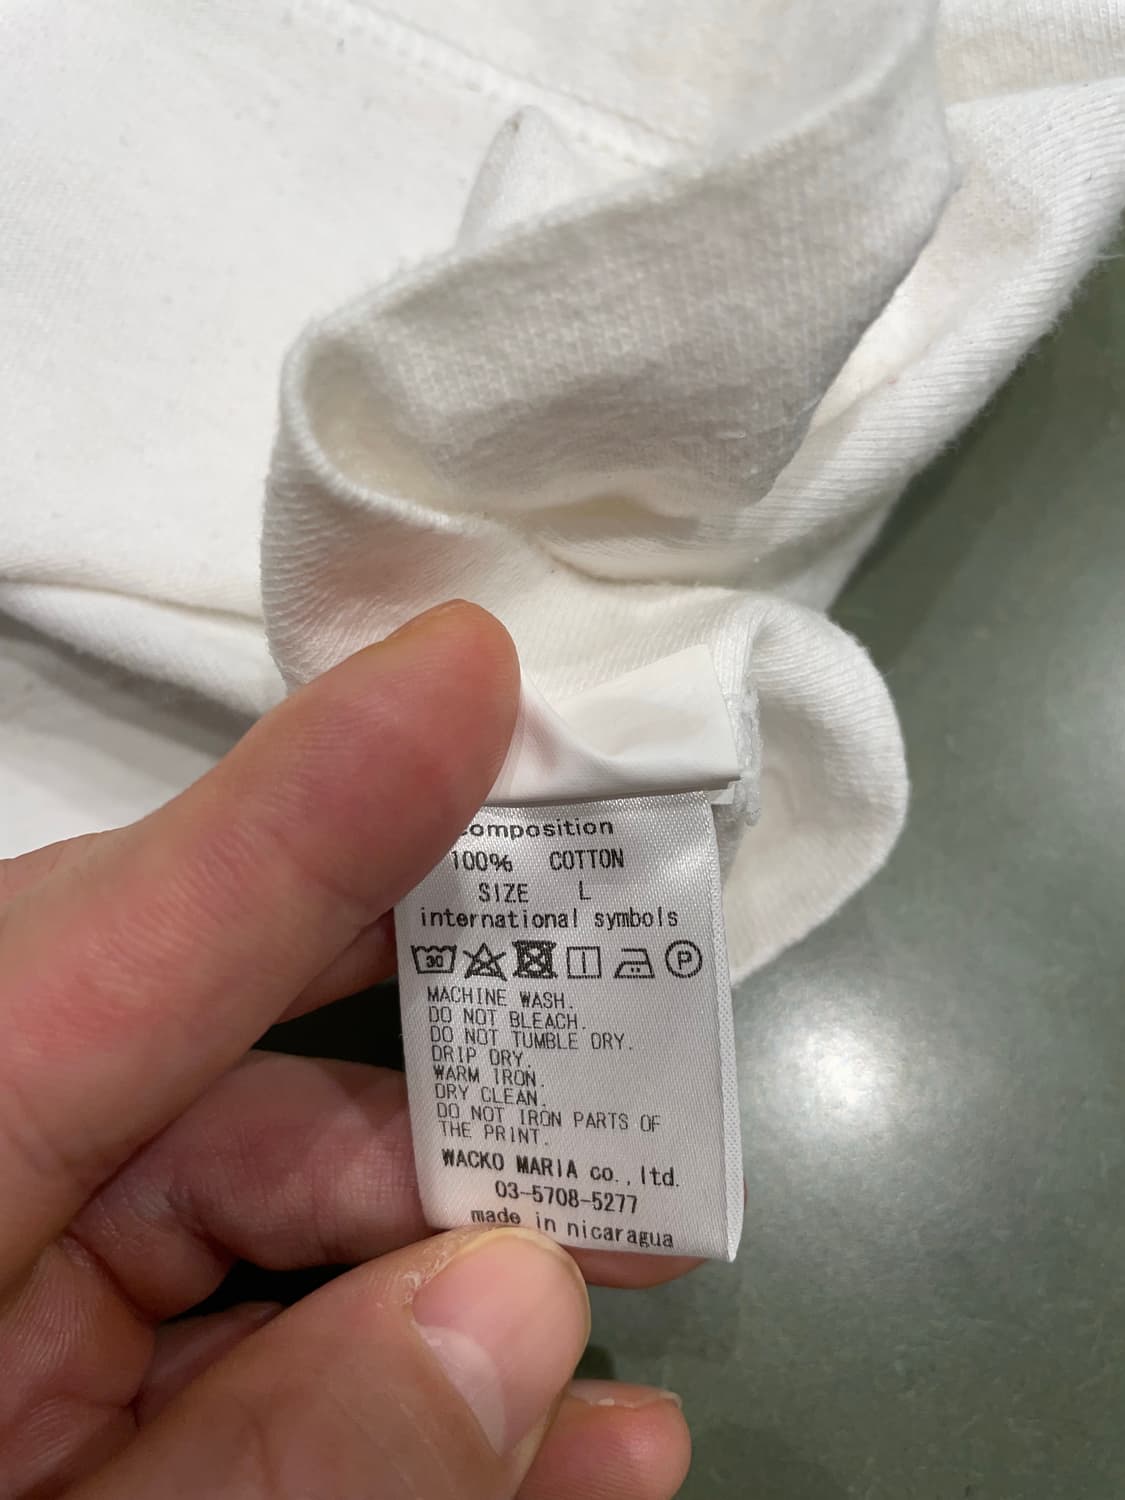 composition
100% COTTON
SIZE L
international symbols
30 P
MACHINE WASH.
DO NOT BLEACH.
DO NOT TUMBLE DRY.
DRIP DRY.
WARM IRON.
DRY CLEAN.
DO NOT IRON PARTS OF
THE PRINT.
WACKO MARIA co.,ltd.
03-5708-5277
made in nicaragua